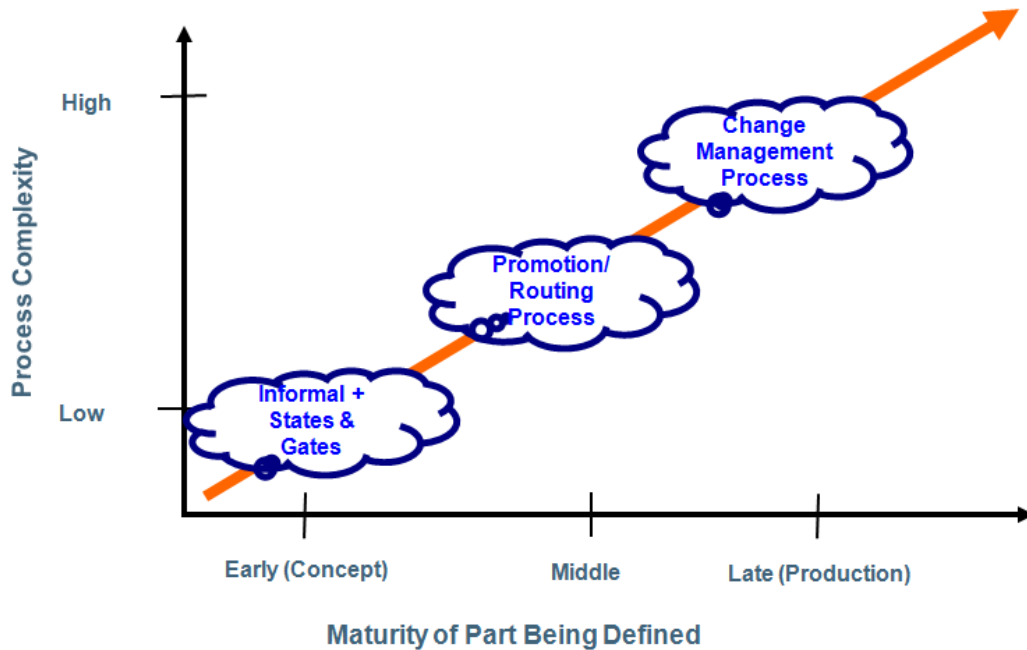 High
Process Complexity
Low
Change
Management
Process
Promotion/
Routing
Process
Informal +
States &
Gates
Early (Concept)
Middle
Late (Production)
Maturity of Part Being Defined